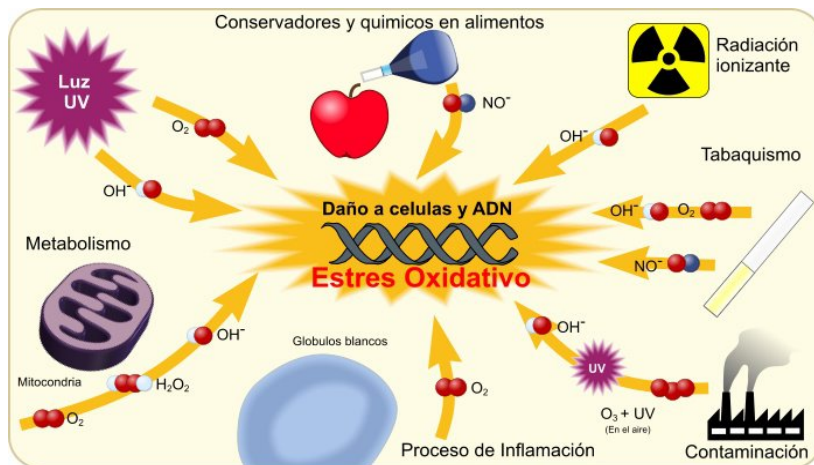 Conservadores y quimicos en alimentos
Luz
UV
O₂
OH⁻
NO⁻
Radiación
ionizante
OH⁻
Tabaquismo
OH⁻ O₂
NO⁻
Daño a celulas y ADN
Estres Oxidativo
Metabolismo
Mitocondria
O₂
H₂O₂
OH⁻
Globulos blancos
O₂
Proceso de Inflamación
OH⁻
UV
O₃ + UV
(En el aire)
Contaminación